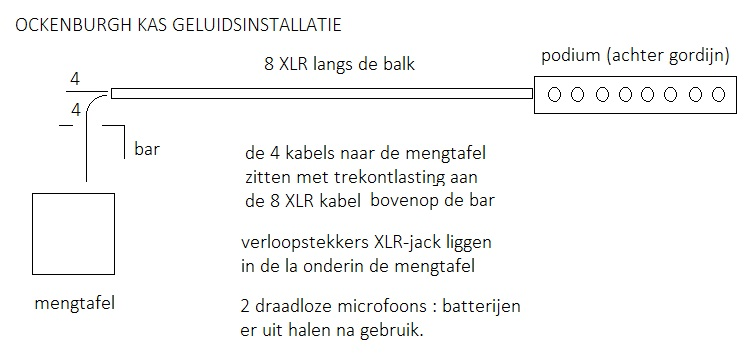 OCKENBURGH KAS GELUIDSINSTALLATIE
podium (achter gordijn)
8 XLR langs de balk
4
4
bar
de 4 kabels naar de mengtafel
zitten met trekontlasting aan
de 8 XLR kabel bovenop de bar
verloopstekkers XLR-jack liggen
in de la onderin de mengtafel
mengtafel
2 draadloze microfoons : batterijen
er uit halen na gebruik.